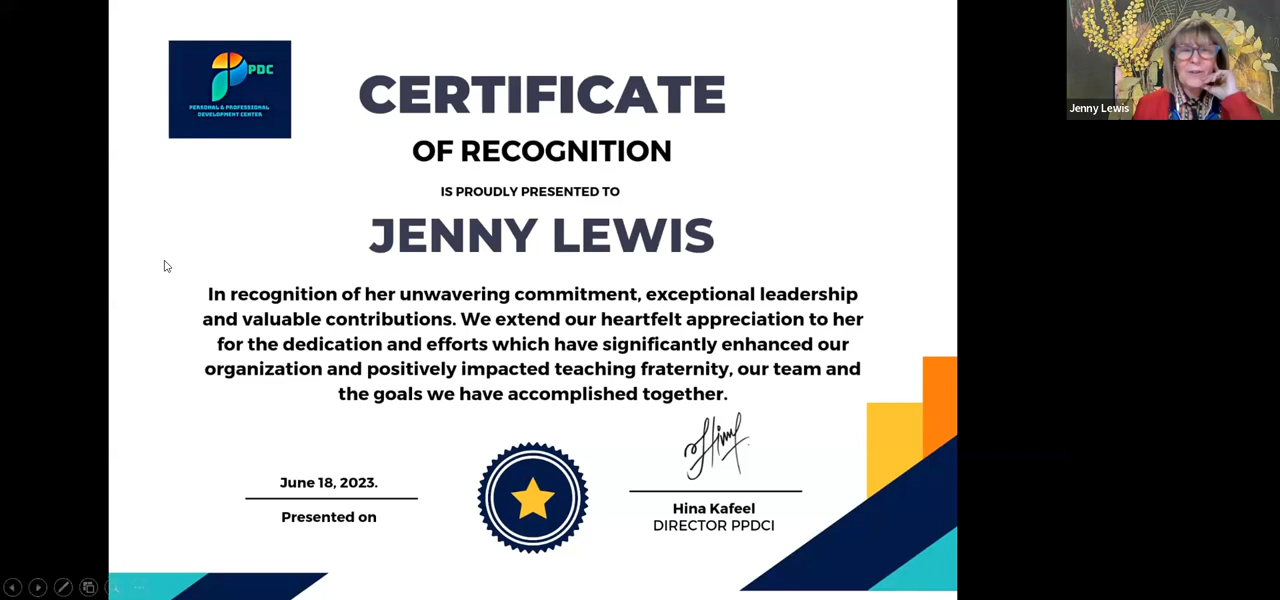 PDC
PERSONAL & PROFESSIONAL
DEVELOPMENT CENTER
CERTIFICATE
OF RECOGNITION
IS PROUDLY PRESENTED TO
JENNY LEWIS
In recognition of her unwavering commitment, exceptional leadership
and valuable contributions. We extend our heartfelt appreciation to her
for the dedication and efforts which have significantly enhanced our
organization and positively impacted teaching fraternity, our team and
the goals we have accomplished together.
June 18, 2023.
Presented on
Hina Kafeel
DIRECTOR PPDCI
Jenny Lewis